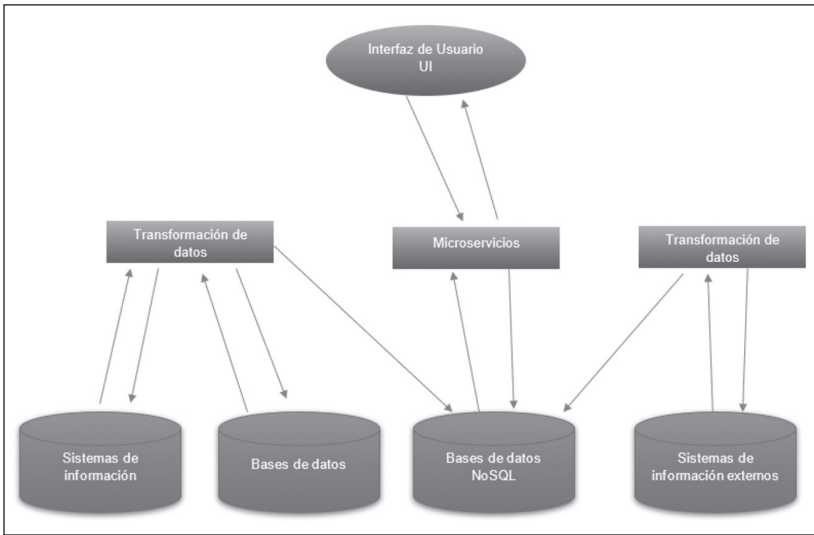 Interfaz de Usuario
UI
Transformación de
datos
Microservicios
Transformación de
datos
Sistemas de
información
Bases de datos
Bases de datos
NoSQL
Sistemas de
información externos